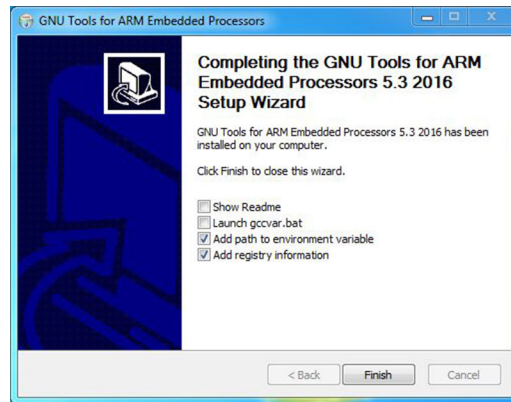 GNU Tools for ARM Embedded Processors
Completing the GNU Tools for ARM
Embedded Processors 5.3 2016
Setup Wizard
GNU Tools for ARM Embedded Processors 5.3 2016 has been
installed on your computer.
Click Finish to close this wizard.
Show Readme
Launch gccvar.bat
Add path to environment variable
Add registry information
< Back
Finish
Cancel